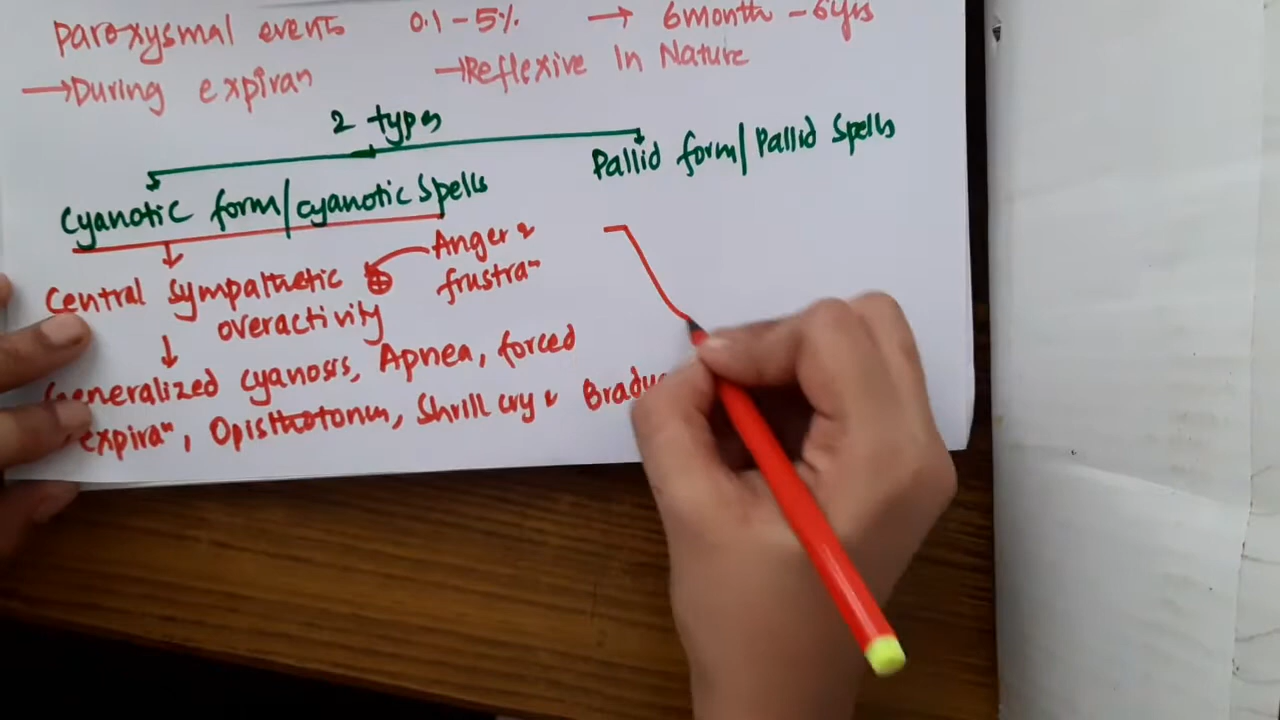 Paroxysmal events 0.1-5% → 6month - 6yrs
→During expiran → Reflexive In Nature
2 types
Cyanotic form/cyanotic Spells Pallid form/Pallid Spells
Central sympathetic overactivity ⊕ Anger & frustraⁿ
Generalized cyanosis, Apnea, forced
expiraⁿ, Opisthotonus, Shrill cry &